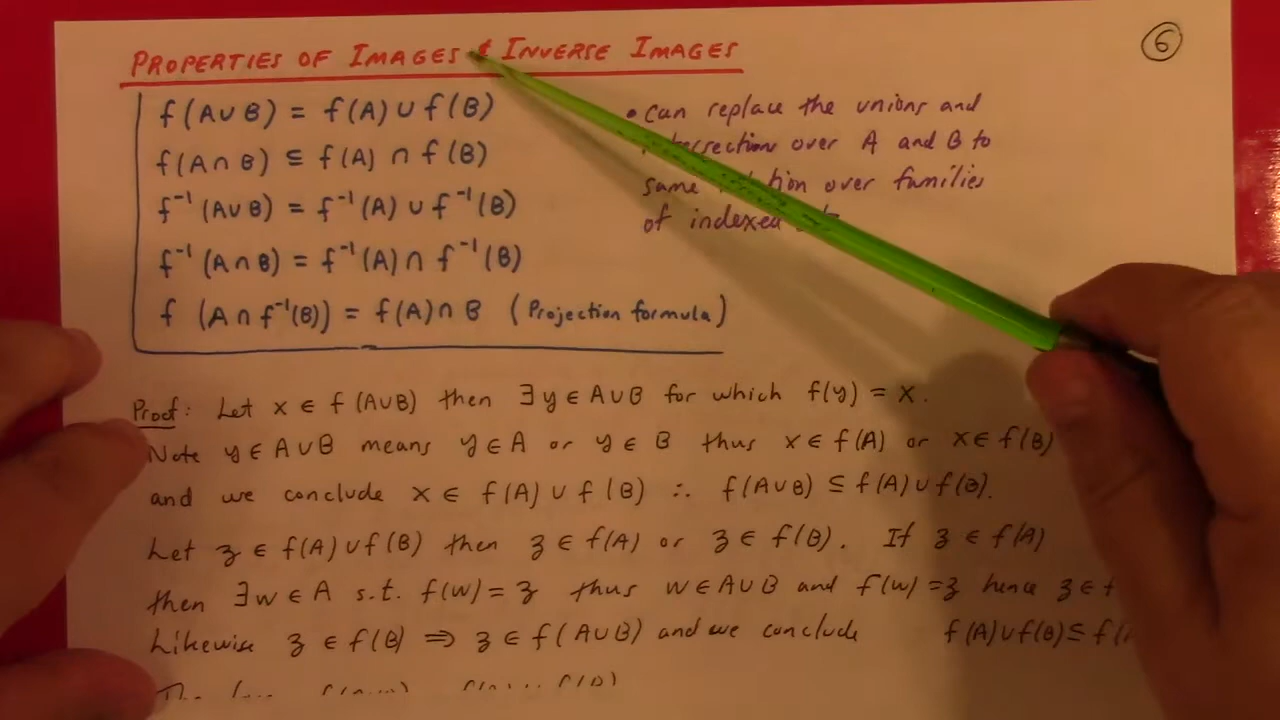 PROPERTIES OF IMAGES & INVERSE IMAGES
6
f(A∪B) = f(A) ∪ f(B)
f(A∩B) ⊆ f(A) ∩ f(B)
f⁻¹(A∪B) = f⁻¹(A) ∪ f⁻¹(B)
f⁻¹(A∩B) = f⁻¹(A) ∩ f⁻¹(B)
f (A∩f⁻¹(B)) = f(A)∩B (Projection formula)
• can replace the unions and
over A and B to
same over families
of indexed
Proof: Let x ∈ f(A∪B) then ∃y∈A∪B for which f(y) = x.
Note y∈A∪B means y∈A or y∈B thus x∈f(A) or x∈f(B)
and we conclude x∈ f(A)∪f(B) ∴ f(A∪B) ⊆ f(A)∪f(B).
Let z ∈ f(A)∪f(B) then z∈f(A) or z∈f(B). If z∈f(A)
then ∃w∈A s.t. f(w)=z thus w∈A∪B and f(w)=z hence z∈f
Likewise z∈f(B) ⇒ z∈f(A∪B) and we conclude f(A)∪f(B)⊆f(